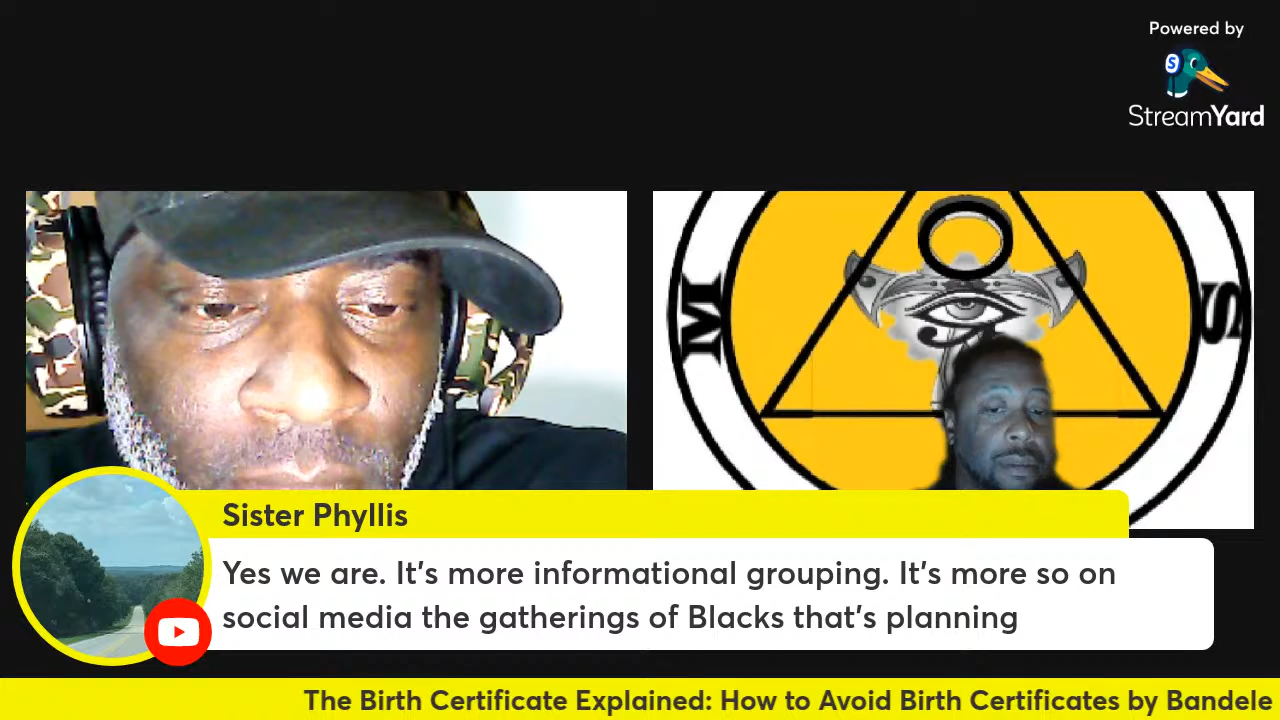 Powered by
S
StreamYard
M
S
Sister Phyllis
Yes we are. It's more informational grouping. It's more so on
social media the gatherings of Blacks that's planning
The Birth Certificate Explained: How to Avoid Birth Certificates by Bandele